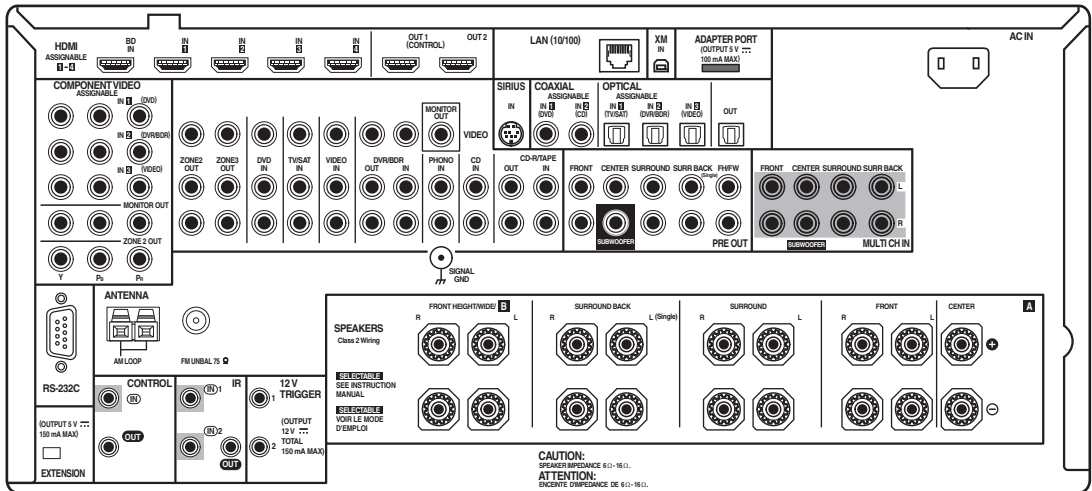 HDMI
ASSIGNABLE
1 - 4
BD
IN
IN
1
IN
2
IN
3
IN
4
OUT 1
(CONTROL)
OUT 2
LAN (10/100)
XM
IN
ADAPTER PORT
(OUTPUT 5 V
100 mA MAX)
AC IN
COMPONENT VIDEO
ASSIGNABLE
IN 1 (DVD)
IN 2 (DVR/BDR)
IN 3 (VIDEO)
MONITOR OUT
ZONE 2 OUT
Y PB PR
MONITOR
OUT
VIDEO
SIRIUS
IN
COAXIAL
ASSIGNABLE
IN 1
(DVD)
IN 2
(CD)
OPTICAL
ASSIGNABLE
IN 1
(TV/SAT)
IN 2
(DVR/BDR)
IN 3
(VIDEO)
OUT
ZONE2
OUT
ZONE3
OUT
DVD
IN
TV/SAT
IN
VIDEO
IN
DVR/BDR
OUT IN
PHONO
IN
CD
IN
CD-R/TAPE
OUT IN
FRONT CENTER SURROUND SURR BACK FH/FW
(Single)
SUBWOOFER
PRE OUT
FRONT CENTER SURROUND SURR BACK
L
R
SUBWOOFER
MULTI CH IN
SIGNAL
GND
RS-232C
ANTENNA
AM LOOP
FM UNBAL 75 Ω
(OUTPUT 5 V
150 mA MAX)
EXTENSION
CONTROL
IN
OUT
IR
IN 1
IN 2
OUT
12 V
TRIGGER
1
(OUTPUT
12 V
TOTAL
150 mA MAX)
2
SPEAKERS
Class 2 Wiring
SELECTABLE
SEE INSTRUCTION
MANUAL
SELECTABLE
VOIR LE MODE
D'EMPLOI
FRONT HEIGHT/WIDE/ B
R L
SURROUND BACK
R L (Single)
SURROUND
R L
FRONT
R L
CENTER
A
+
−
CAUTION:
SPEAKER IMPEDANCE 6 Ω - 16 Ω.
ATTENTION:
ENCEINTE D'IMPEDANCE DE 6 Ω - 16 Ω.